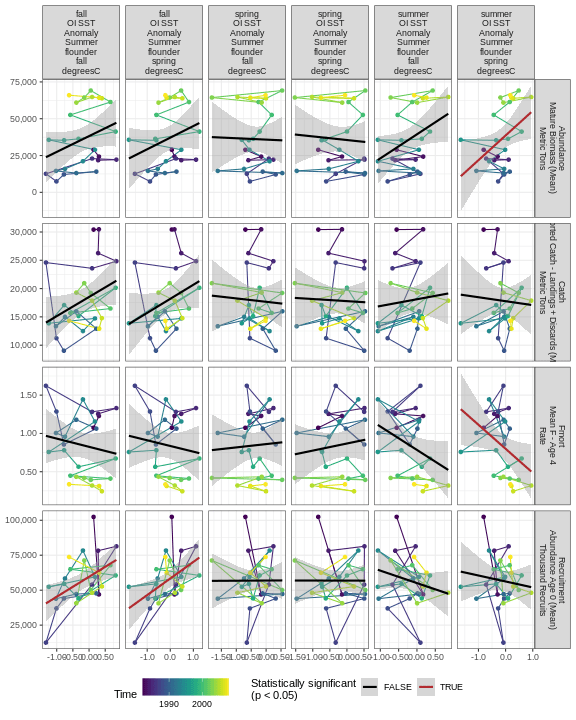 fall
OI SST
Anomaly
Summer
flounder
fall
degreesC
fall
OI SST
Anomaly
Summer
flounder
spring
degreesC
spring
OI SST
Anomaly
Summer
flounder
fall
degreesC
spring
OI SST
Anomaly
Summer
flounder
spring
degreesC
summer
OI SST
Anomaly
Summer
flounder
fall
degreesC
summer
OI SST
Anomaly
Summer
flounder
spring
degreesC
75,000
50,000
25,000
0
Abundance
Mature Biomass (Mean)
Metric Tons
30,000
25,000
20,000
15,000
10,000
Catch
Catch - Landings + Discards (M
Metric Tons
1.50
1.00
0.50
Fmort
Mean F - Age 4
Rate
100,000
75,000
50,000
25,000
Recruitment
Abundance Age 0 (Mean)
Thousand Recruits
-1.0 0.0 1.0
-1.0 0.0 1.0
Time
1990 2000
Statistically significant
(p < 0.05)
FALSE
TRUE